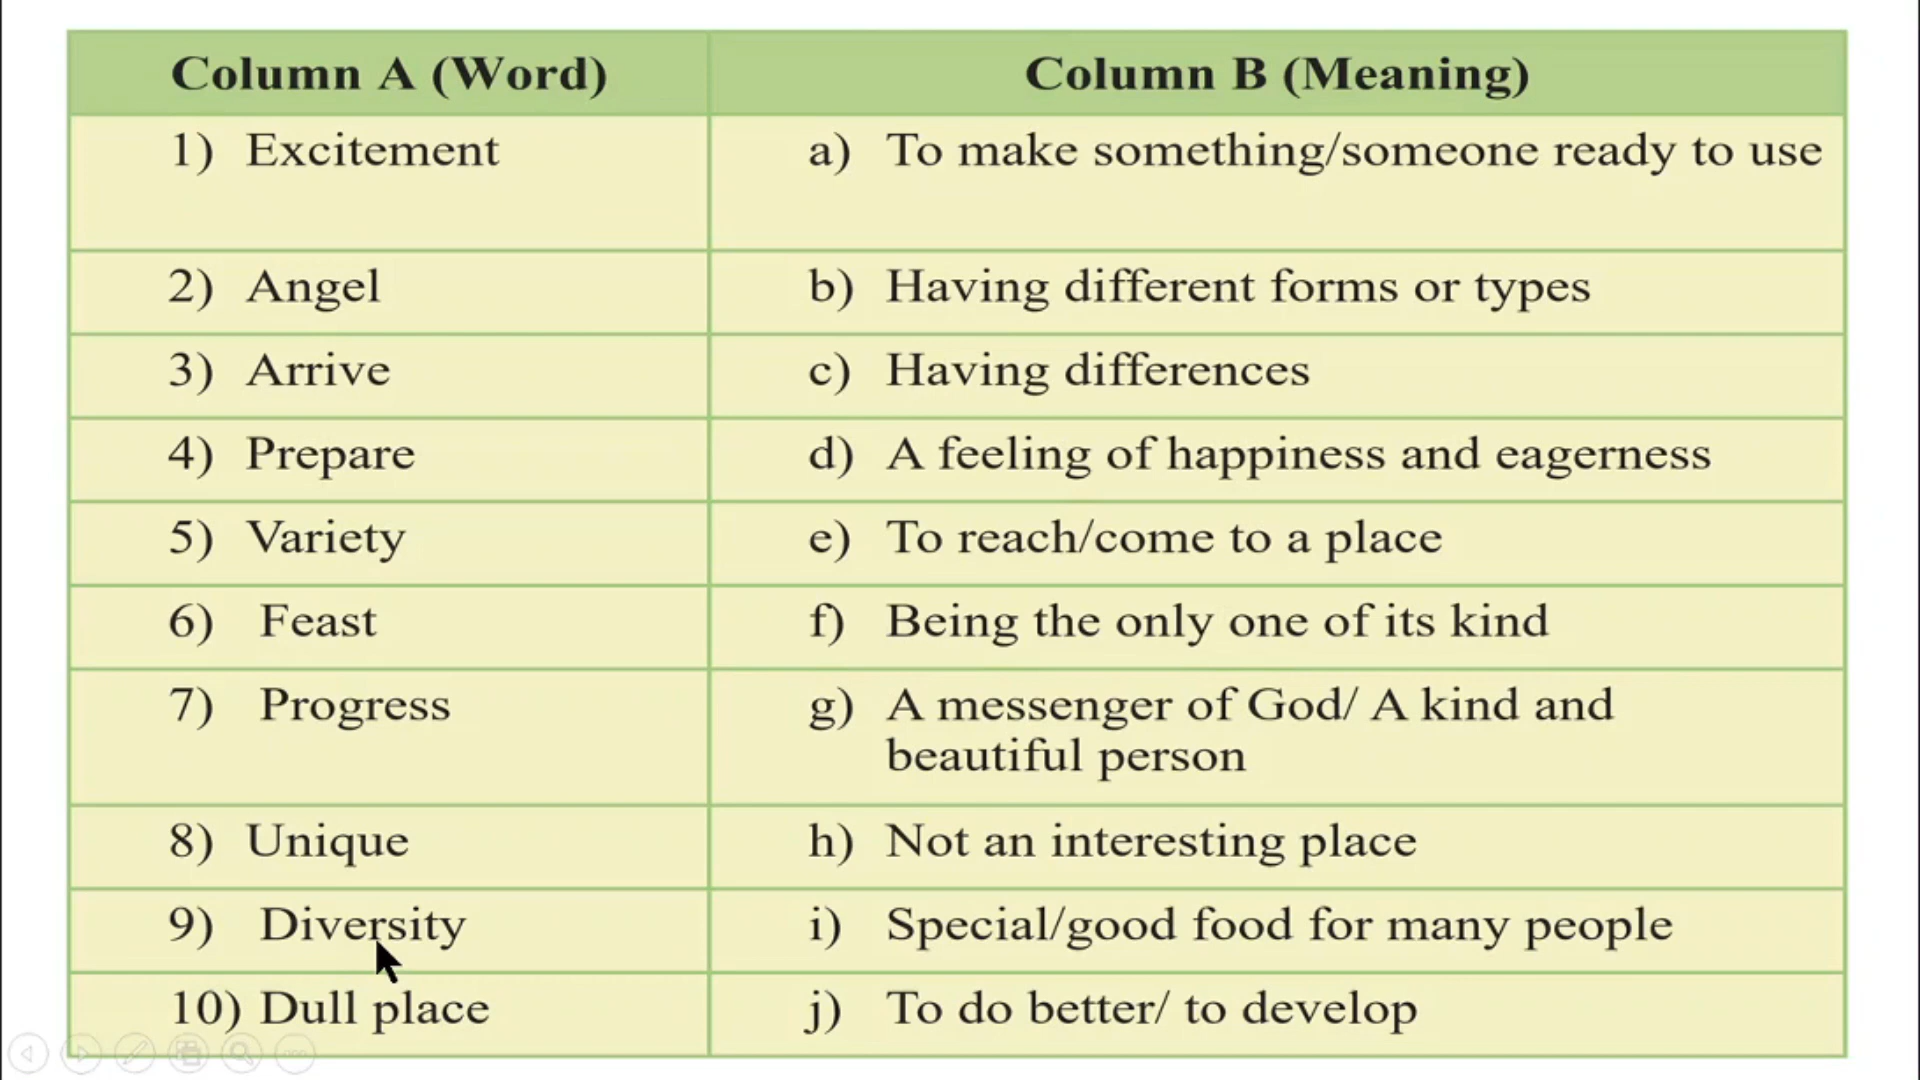 Column A (Word) Column B (Meaning)
1) Excitement a) To make something/someone ready to use
2) Angel b) Having different forms or types
3) Arrive c) Having differences
4) Prepare d) A feeling of happiness and eagerness
5) Variety e) To reach/come to a place
6) Feast f) Being the only one of its kind
7) Progress g) A messenger of God/ A kind and
beautiful person
8) Unique h) Not an interesting place
9) Diversity i) Special/good food for many people
10) Dull place j) To do better/ to develop